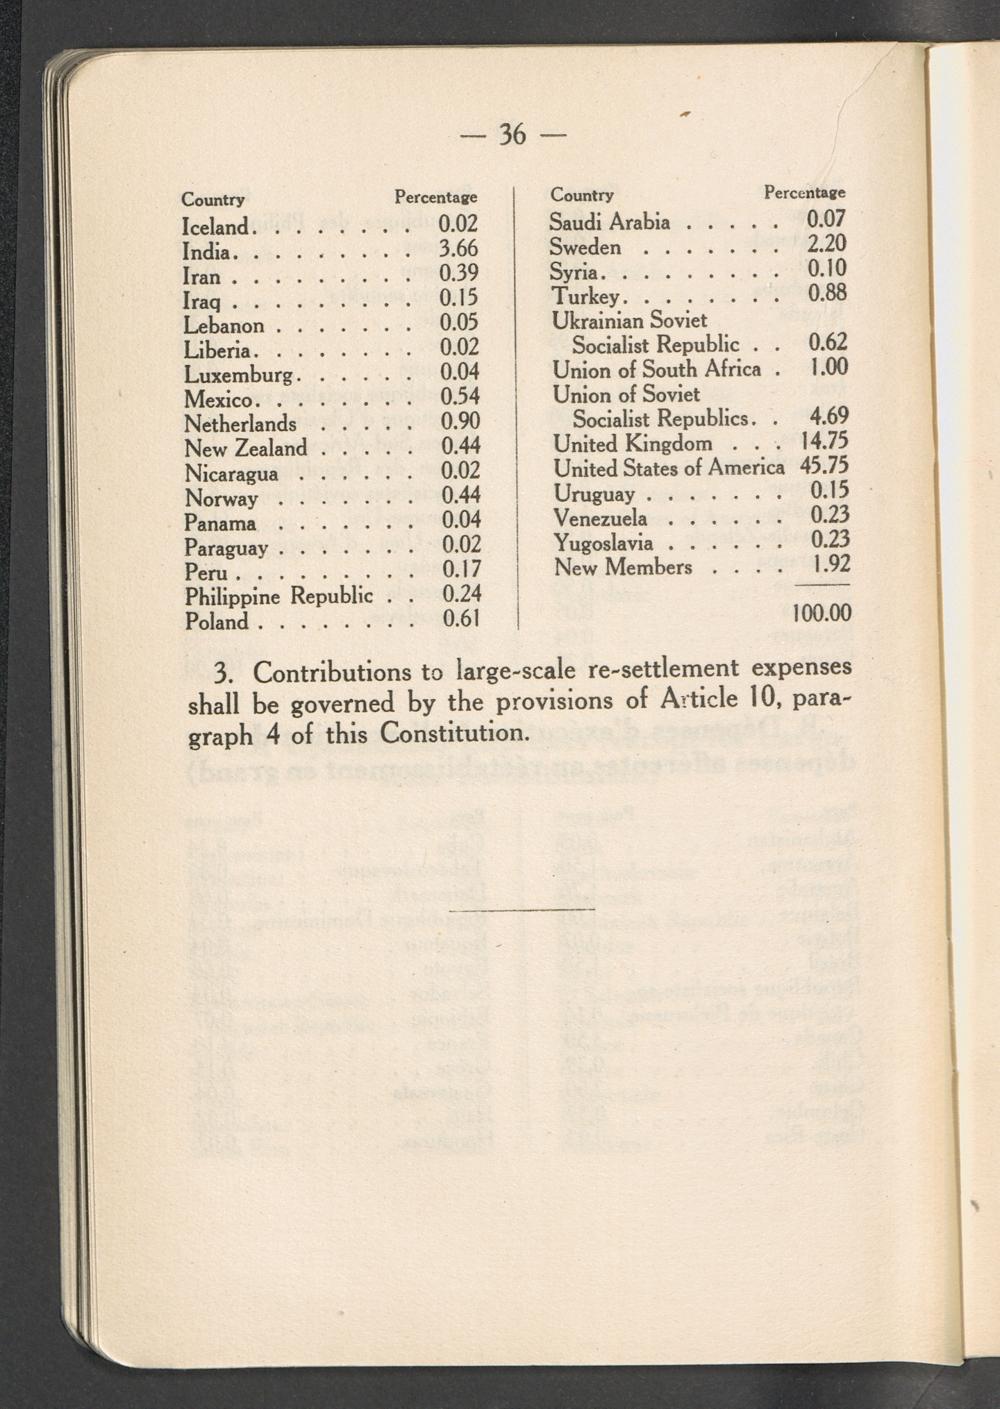 — 36 —
Country Percentage
Iceland. . . . . . . . 0.02
India. . . . . . . . . 3.66
Iran . . . . . . . . . 0.39
Iraq . . . . . . . . . 0.15
Lebanon . . . . . . . 0.05
Liberia. . . . . . . . 0.02
Luxemburg. . . . . . 0.04
Mexico. . . . . . . . 0.54
Netherlands . . . . . 0.90
New Zealand . . . . . 0.44
Nicaragua . . . . . . 0.02
Norway . . . . . . . 0.44
Panama . . . . . . . 0.04
Paraguay . . . . . . . 0.02
Peru . . . . . . . . . 0.17
Philippine Republic . . 0.24
Poland . . . . . . . . 0.61
Country Percentage
Saudi Arabia . . . . . 0.07
Sweden . . . . . . . 2.20
Syria. . . . . . . . . 0.10
Turkey. . . . . . . . 0.88
Ukrainian Soviet
Socialist Republic . . 0.62
Union of South Africa . 1.00
Union of Soviet
Socialist Republics. . 4.69
United Kingdom . . . 14.75
United States of America 45.75
Uruguay . . . . . . . 0.15
Venezuela . . . . . . 0.23
Yugoslavia . . . . . . 0.23
New Members . . . . 1.92
100.00
3. Contributions to large-scale re-settlement expenses
shall be governed by the provisions of Article 10, para-
graph 4 of this Constitution.